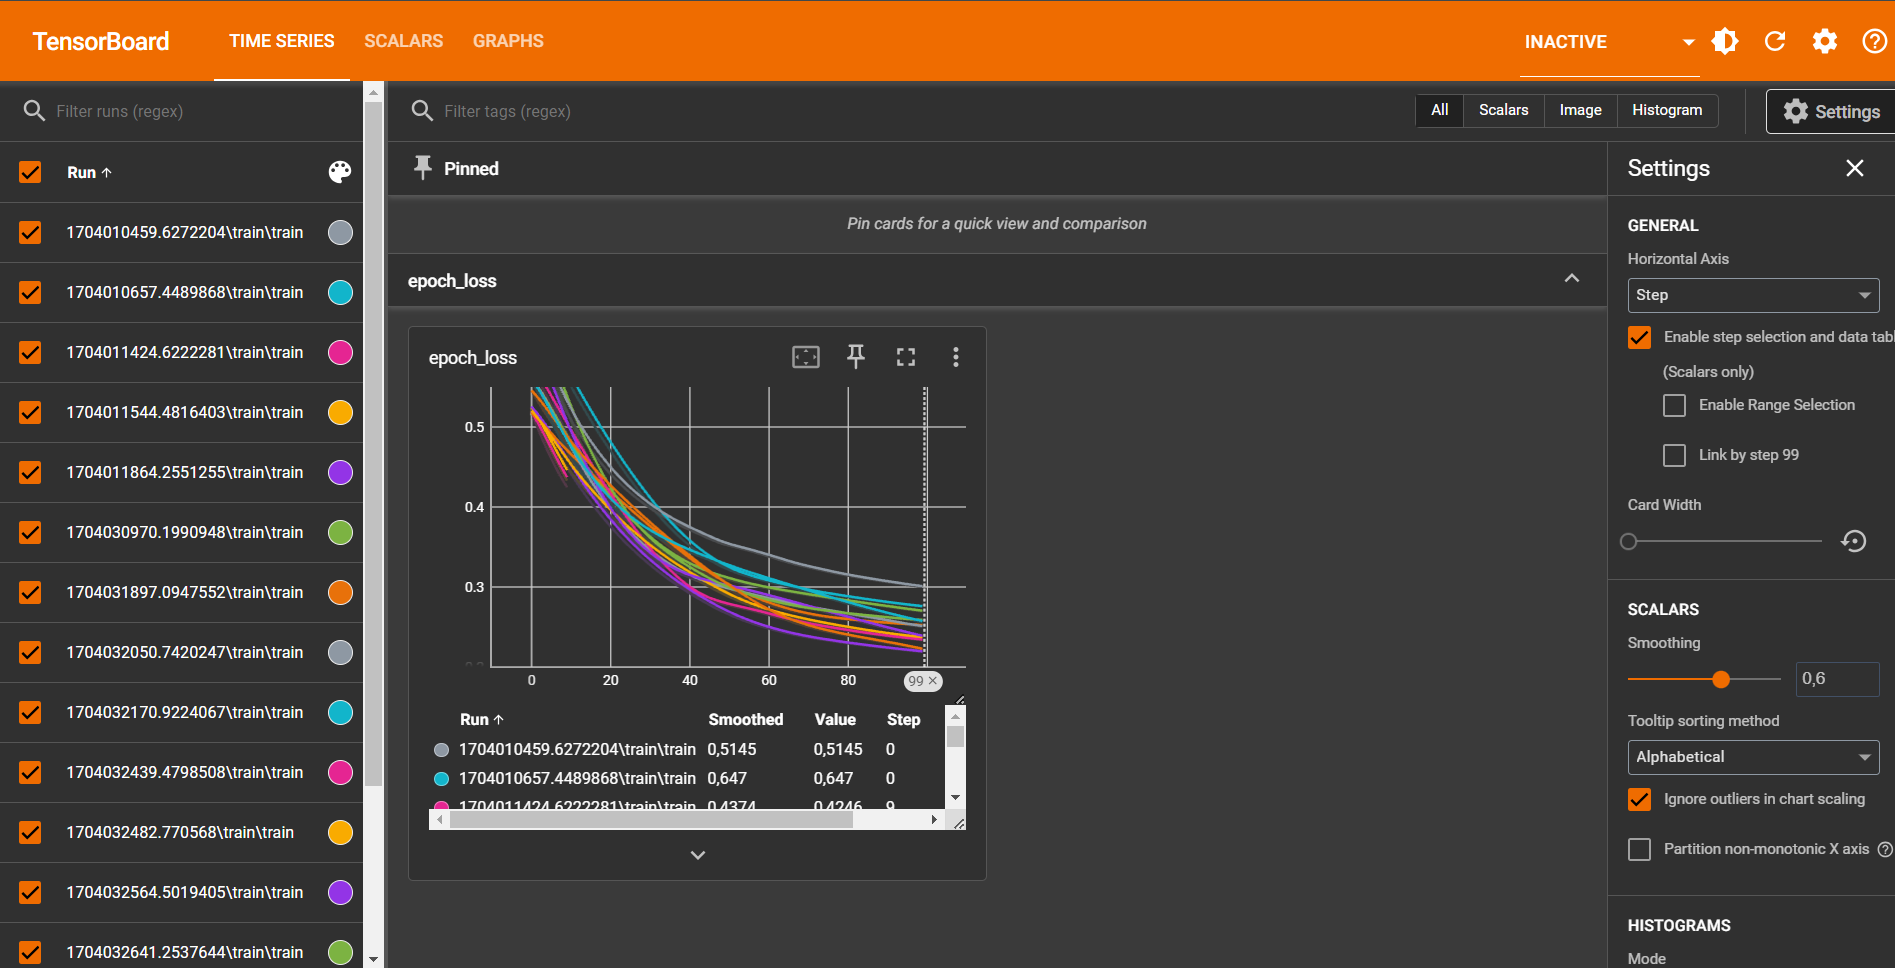 TensorBoard
TIME SERIES
SCALARS
GRAPHS
INACTIVE
Filter runs (regex)
Run
1704010459.6272204\train\train
1704010657.4489868\train\train
1704011424.6222281\train\train
1704011544.4816403\train\train
1704011864.2551255\train\train
1704030970.1990948\train\train
1704031897.0947552\train\train
1704032050.7420247\train\train
1704032170.9224067\train\train
1704032439.4798508\train\train
1704032482.770568\train\train
1704032564.5019405\train\train
1704032641.2537644\train\train
Filter tags (regex)
All
Scalars
Image
Histogram
Settings
Pinned
Pin cards for a quick view and comparison
epoch_loss
epoch_loss
0.5
0.4
0.3
0 20 40 60 80 99
Run Smoothed Value Step
1704010459.6272204\train\train 0,5145 0,5145 0
1704010657.4489868\train\train 0,647 0,647 0
1704011424.6222281\train\train 0,4374 0,4246 9
Settings
GENERAL
Horizontal Axis
Step
Enable step selection and data tabl
(Scalars only)
Enable Range Selection
Link by step 99
Card Width
SCALARS
Smoothing
0,6
Tooltip sorting method
Alphabetical
Ignore outliers in chart scaling
Partition non-monotonic X axis
HISTOGRAMS
Mode